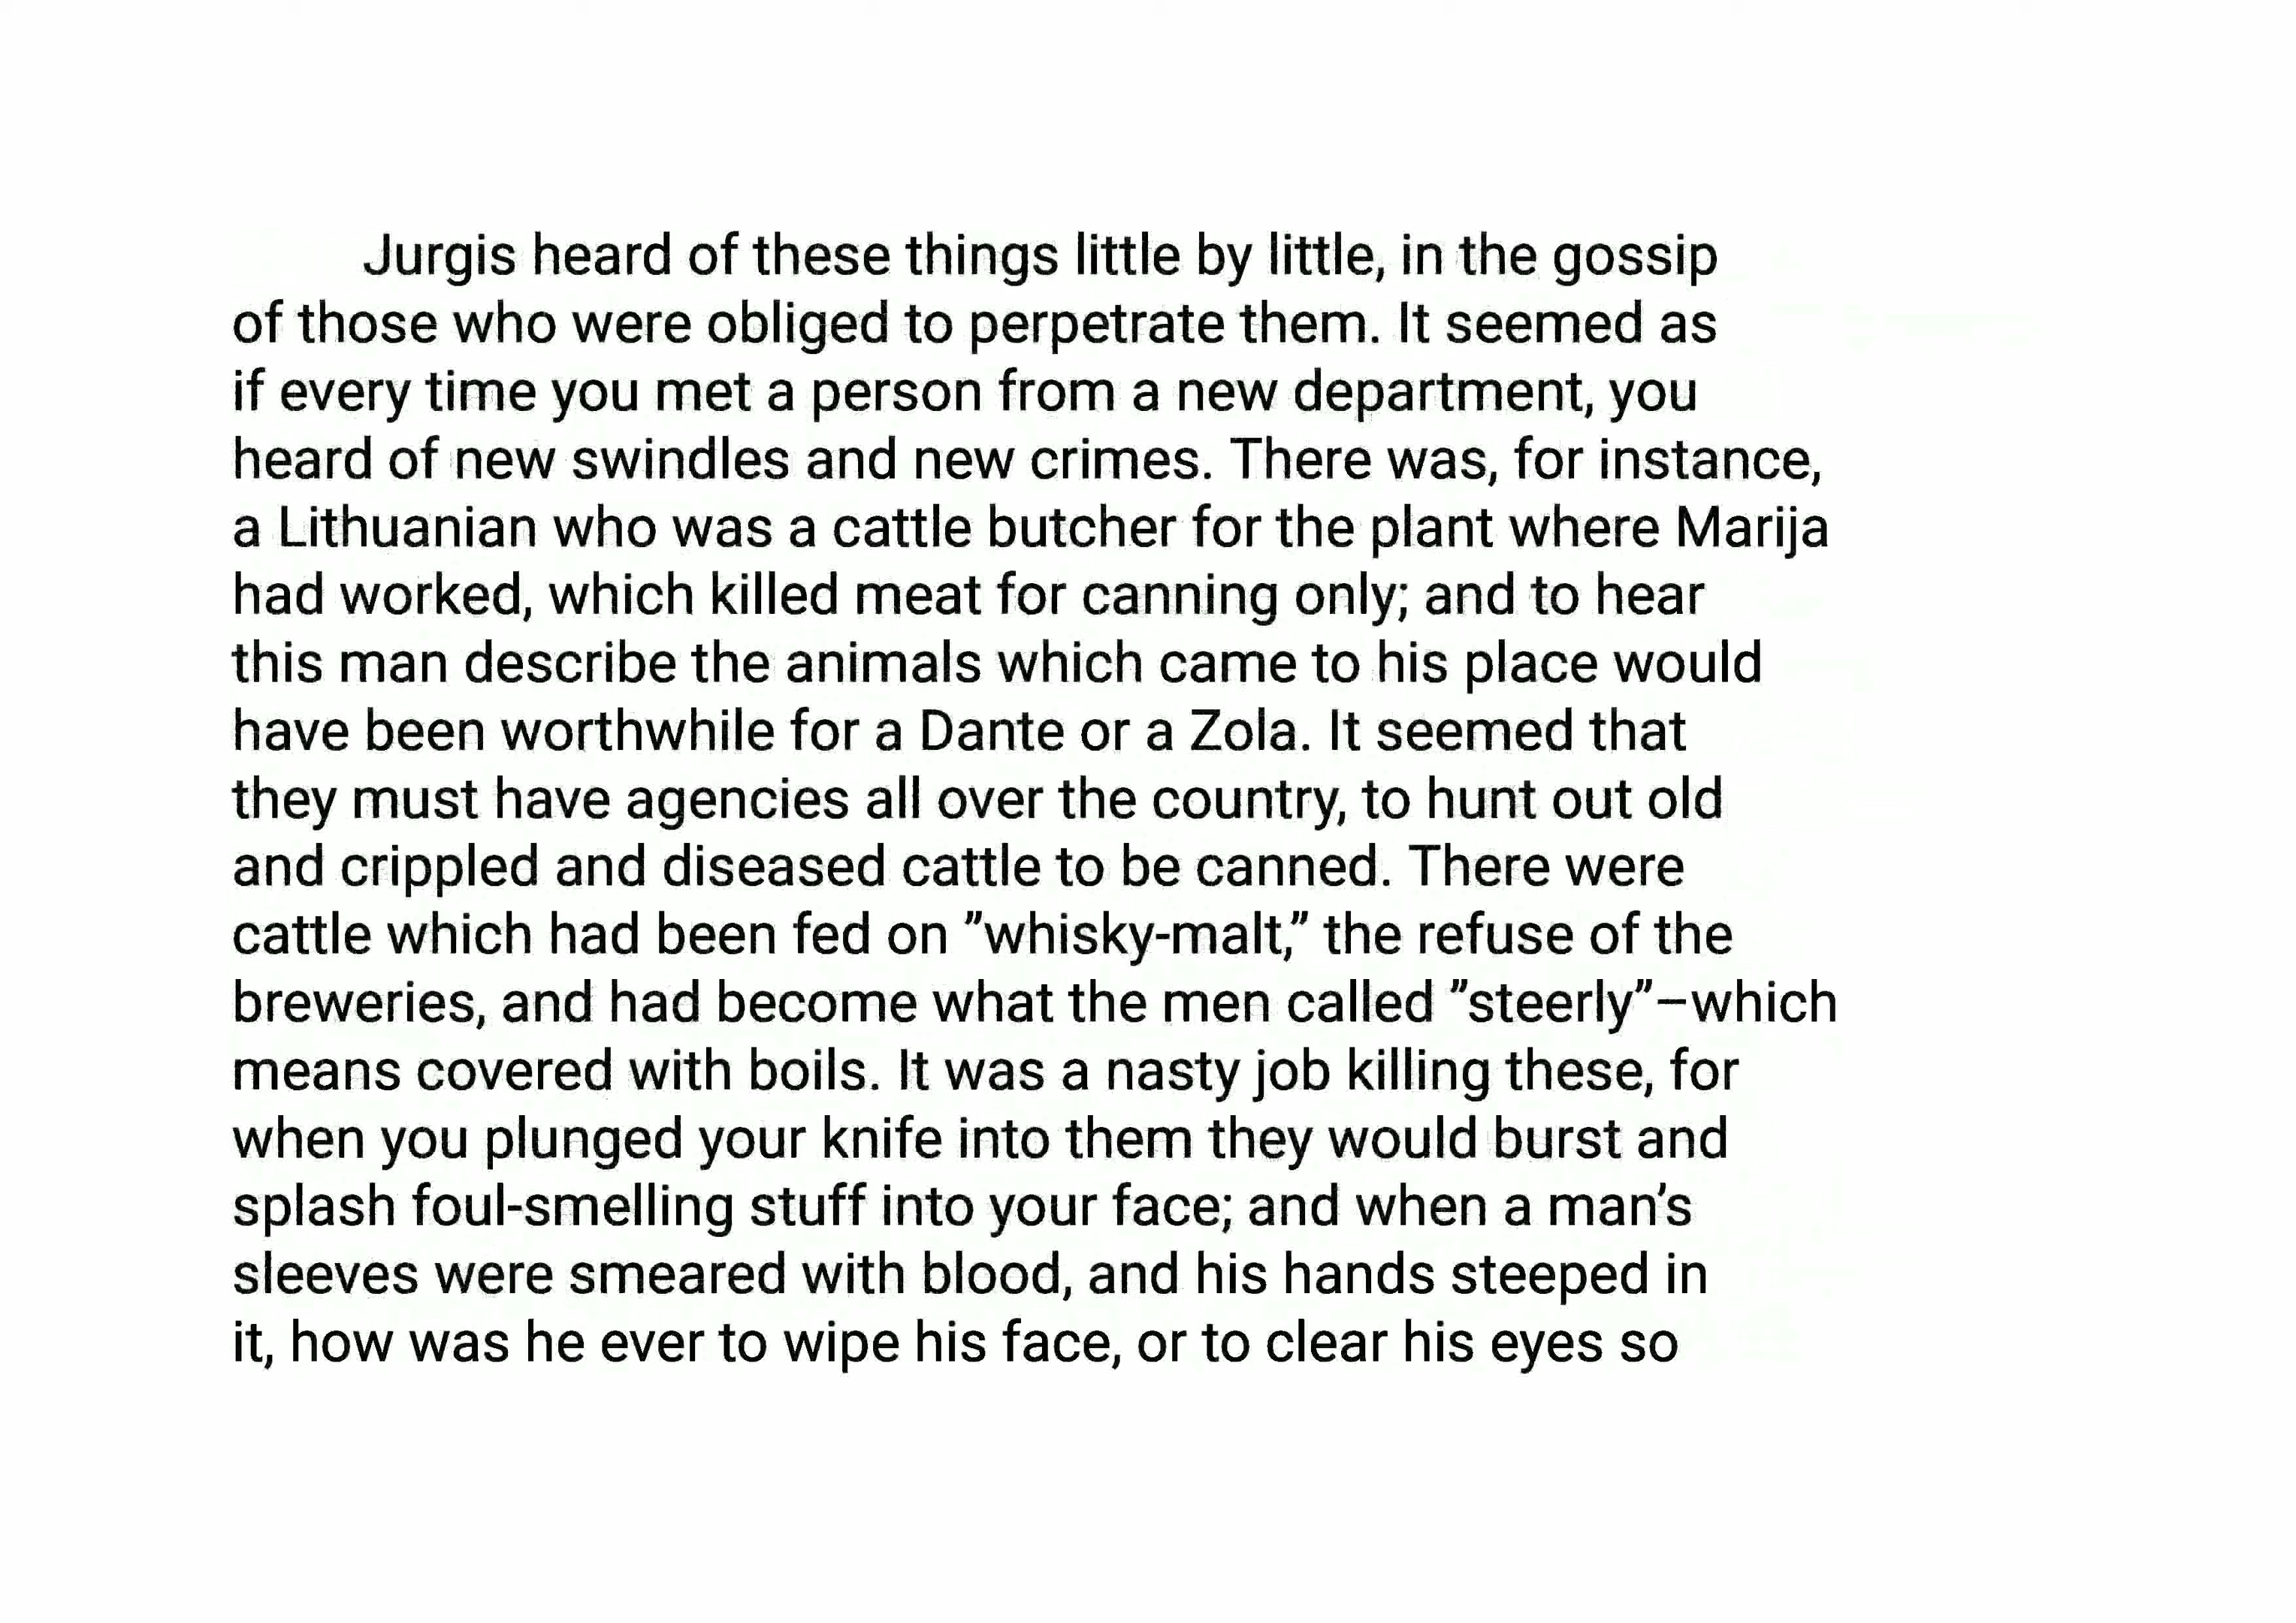 Jurgis heard of these things little by little, in the gossip
of those who were obliged to perpetrate them. It seemed as
if every time you met a person from a new department, you
heard of new swindles and new crimes. There was, for instance,
a Lithuanian who was a cattle butcher for the plant where Marija
had worked, which killed meat for canning only; and to hear
this man describe the animals which came to his place would
have been worthwhile for a Dante or a Zola. It seemed that
they must have agencies all over the country, to hunt out old
and crippled and diseased cattle to be canned. There were
cattle which had been fed on ”whisky-malt,” the refuse of the
breweries, and had become what the men called ”steerly”–which
means covered with boils. It was a nasty job killing these, for
when you plunged your knife into them they would burst and
splash foul-smelling stuff into your face; and when a man’s
sleeves were smeared with blood, and his hands steeped in
it, how was he ever to wipe his face, or to clear his eyes so